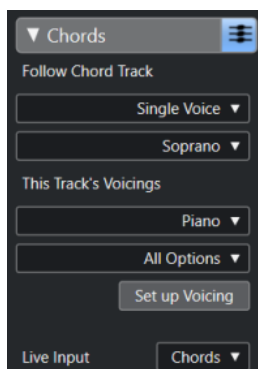 Chords
Follow Chord Track
Single Voice
Soprano
This Track's Voicings
Piano
All Options
Set up Voicing
Live Input Chords